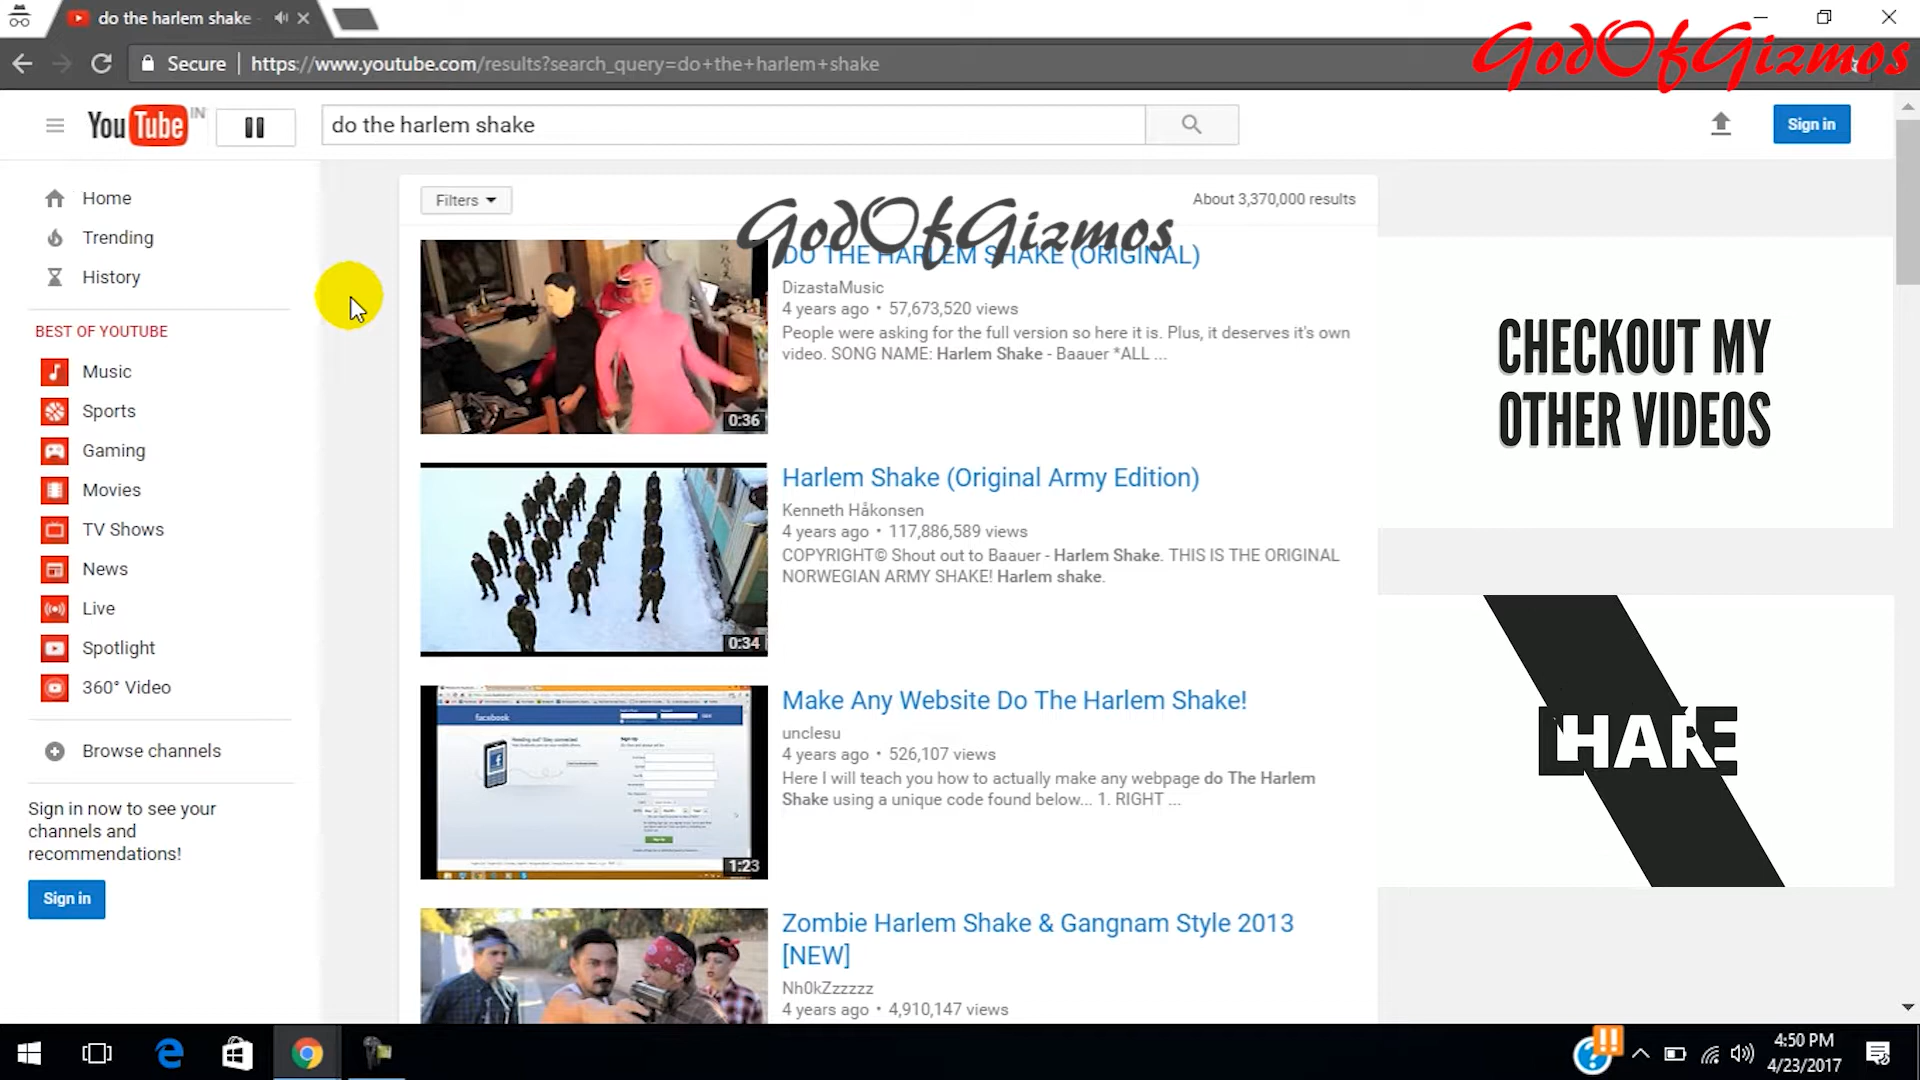 do the harlem shake -
Secure
https://www.youtube.com/results?search_query=do+the+harlem+shake
GodOfGizmos
YouTube IN
do the harlem shake
Sign in
Home
Trending
History
BEST OF YOUTUBE
Music
Sports
Gaming
Movies
TV Shows
News
Live
Spotlight
360° Video
Browse channels
Sign in now to see your
channels and
recommendations!
Sign in
Filters
About 3,370,000 results
GodOfGizmos
DO THE HARLEM SHAKE (ORIGINAL)
DizastaMusic
4 years ago • 57,673,520 views
People were asking for the full version so here it is. Plus, it deserves it's own
video. SONG NAME: Harlem Shake - Baauer *ALL ...
0:36
Harlem Shake (Original Army Edition)
Kenneth Håkonsen
4 years ago • 117,886,589 views
COPYRIGHT© Shout out to Baauer - Harlem Shake. THIS IS THE ORIGINAL
NORWEGIAN ARMY SHAKE! Harlem shake.
0:34
Make Any Website Do The Harlem Shake!
unclesu
4 years ago • 526,107 views
Here I will teach you how to actually make any webpage do The Harlem
Shake using a unique code found below... 1. RIGHT ...
facebook
1:23
Zombie Harlem Shake & Gangnam Style 2013
[NEW]
Nh0kZzzzzz
4 years ago • 4,910,147 views
CHECKOUT MY
OTHER VIDEOS
HARE
4:50 PM
4/23/2017